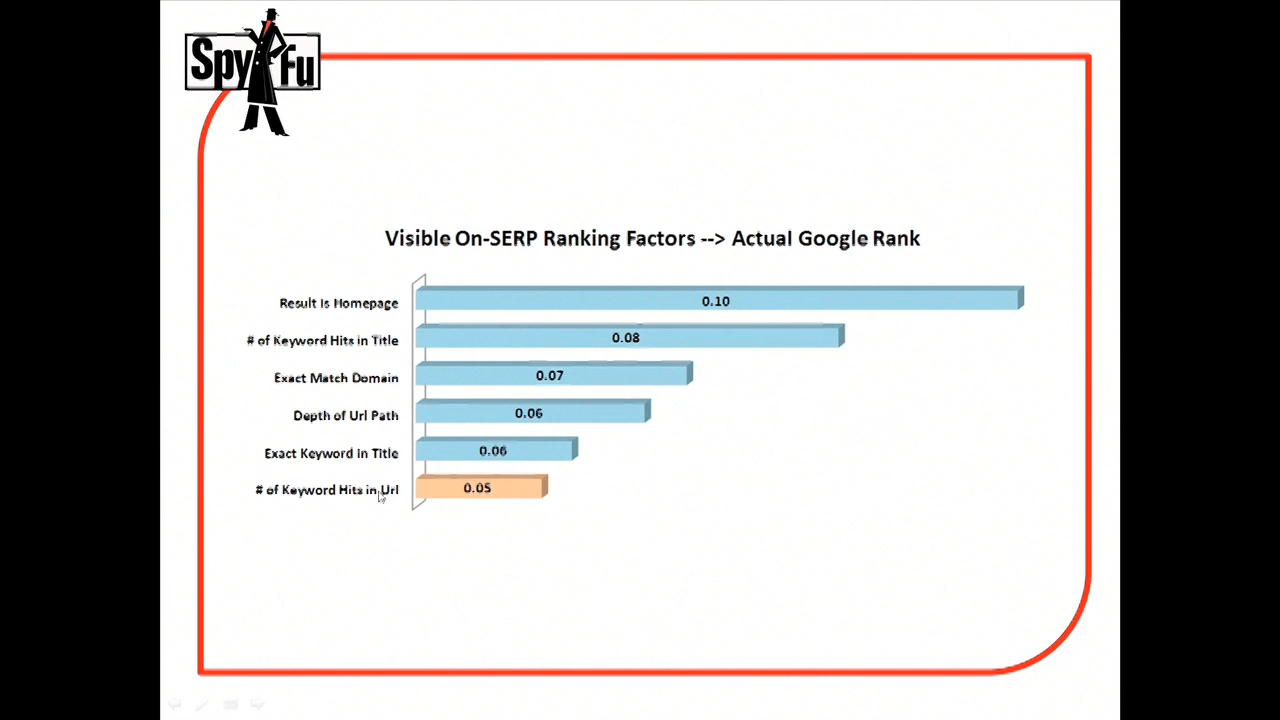 Spy Fu
Visible On-SERP Ranking Factors --> Actual Google Rank
Result Is Homepage 0.10
# of Keyword Hits in Title 0.08
Exact Match Domain 0.07
Depth of Url Path 0.06
Exact Keyword in Title 0.06
# of Keyword Hits in Url 0.05